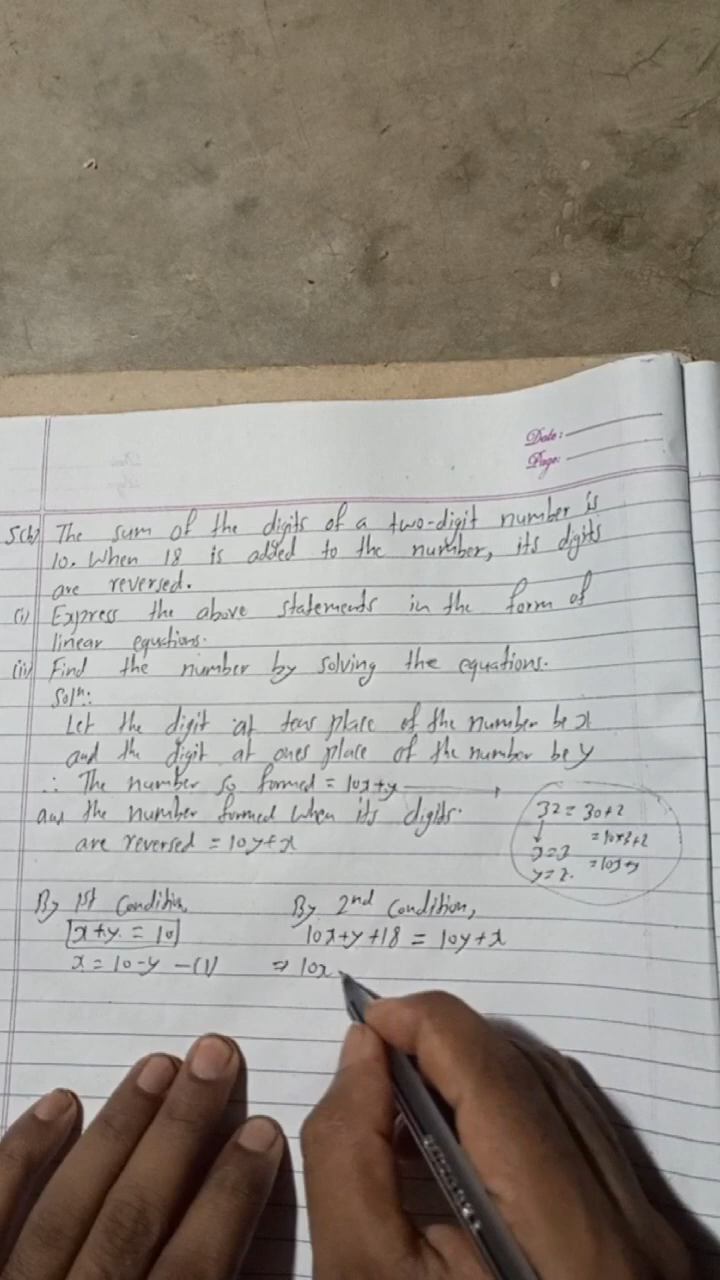 Date:
Page:
5(b) The sum of the digits of a two-digit number is
10. When 18 is added to the number, its digits
are reversed.
(i) Express the above statements in the form of
linear equations.
(ii) Find the number by solving the equations.
Solⁿ:
Let the digit at tens place of the number be x
and the digit at ones place of the number be y
∴ The number so formed = 10x+y
and the number formed when its digits
are reversed = 10y+x
32 = 30+2
= 10×3+2
x=3
= 10x+y
y=2.
By 1st Condition,
x+y = 10
x = 10-y -(1)
By 2nd Condition,
10x+y+18 = 10y+x
⇒ 10x